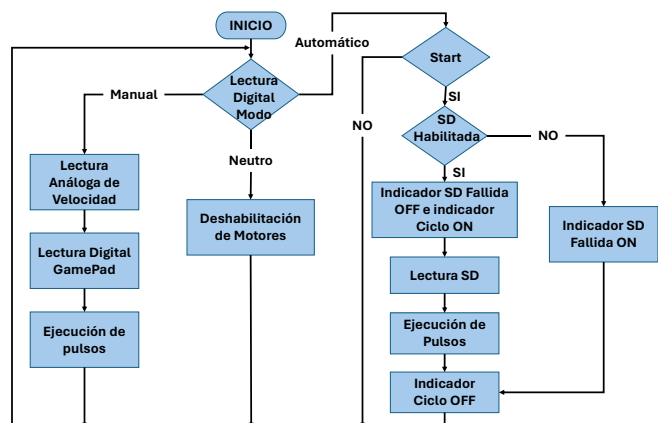 INICIO
Automático
Start
Lectura
Digital
Modo
Manual
SI
NO
SD
Habilitada
NO
Neutro
SI
Lectura
Análoga de
Velocidad
Deshabilitación
de Motores
Indicador SD Fallida
OFF e indicador
Ciclo ON
Indicador SD
Fallida ON
Lectura Digital
GamePad
Lectura SD
Ejecución de
pulsos
Ejecución de
Pulsos
Indicador
Ciclo OFF